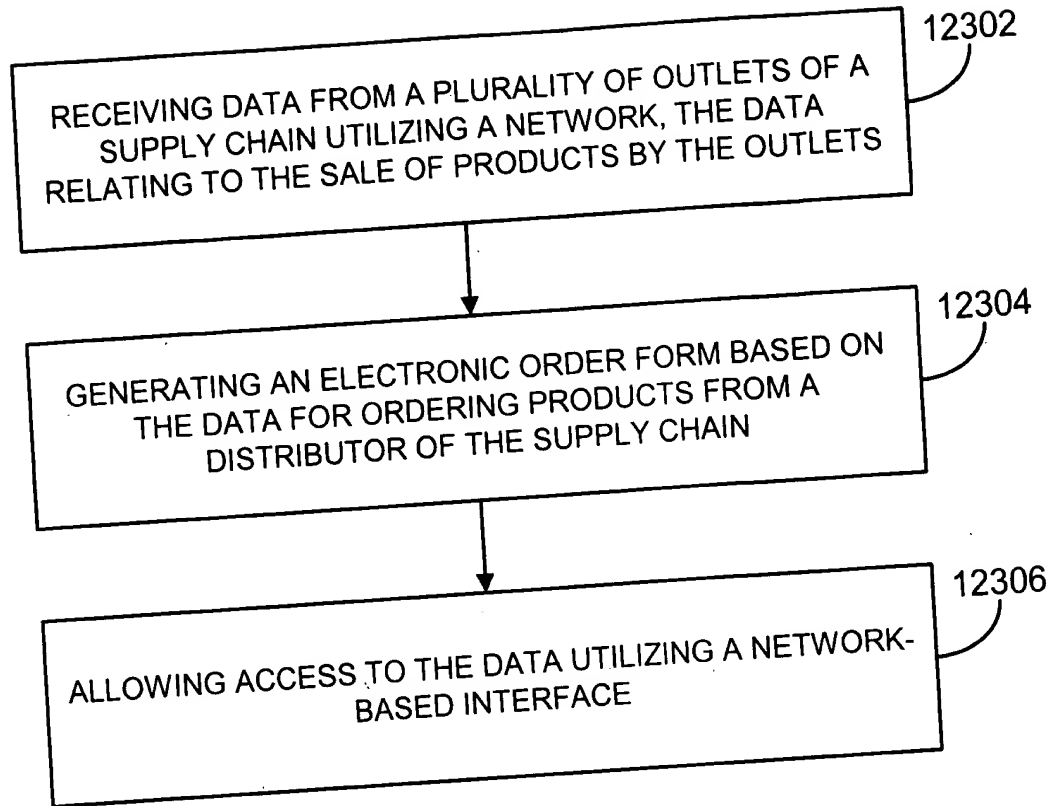 12302
RECEIVING DATA FROM A PLURALITY OF OUTLETS OF A
SUPPLY CHAIN UTILIZING A NETWORK, THE DATA
RELATING TO THE SALE OF PRODUCTS BY THE OUTLETS
12304
GENERATING AN ELECTRONIC ORDER FORM BASED ON
THE DATA FOR ORDERING PRODUCTS FROM A
DISTRIBUTOR OF THE SUPPLY CHAIN
12306
ALLOWING ACCESS TO THE DATA UTILIZING A NETWORK-
BASED INTERFACE